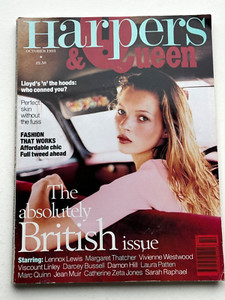 Harpers
& Queen
Lloyd's 'n' the hoods:
who conned you?
Perfect
skin
without
the fuss
FASHION
THAT WORKS
Affordable chic
Full tweed ahead
The
absolutely
British issue
Starring: Lennox Lewis Margaret Thatcher Vivienne Westwood
Viscount Linley Darcey Bussell Damon Hill Laura Patten
Marc Quinn Jean Muir Catherine Zeta Jones Sarah Raphael